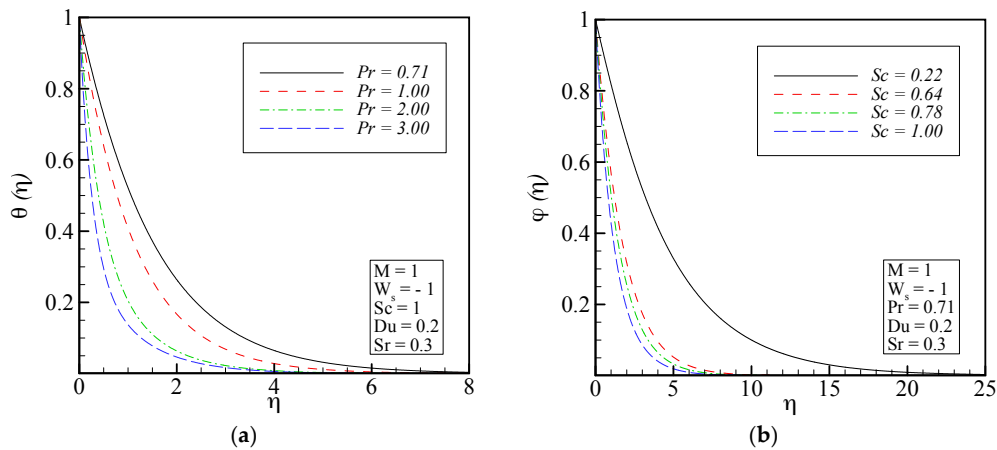 1
0.8
0.6
0.4
0.2
θ (η)
Pr = 0.71
Pr = 1.00
Pr = 2.00
Pr = 3.00
M = 1
W_s = - 1
Sc = 1
Du = 0.2
Sr = 0.3
0 2 4 6 8
η
(a)
1
0.8
0.6
0.4
0.2
φ (η)
Sc = 0.22
Sc = 0.64
Sc = 0.78
Sc = 1.00
M = 1
W_s = - 1
Pr = 0.71
Du = 0.2
Sr = 0.3
0 5 10 15 20 25
η
(b)